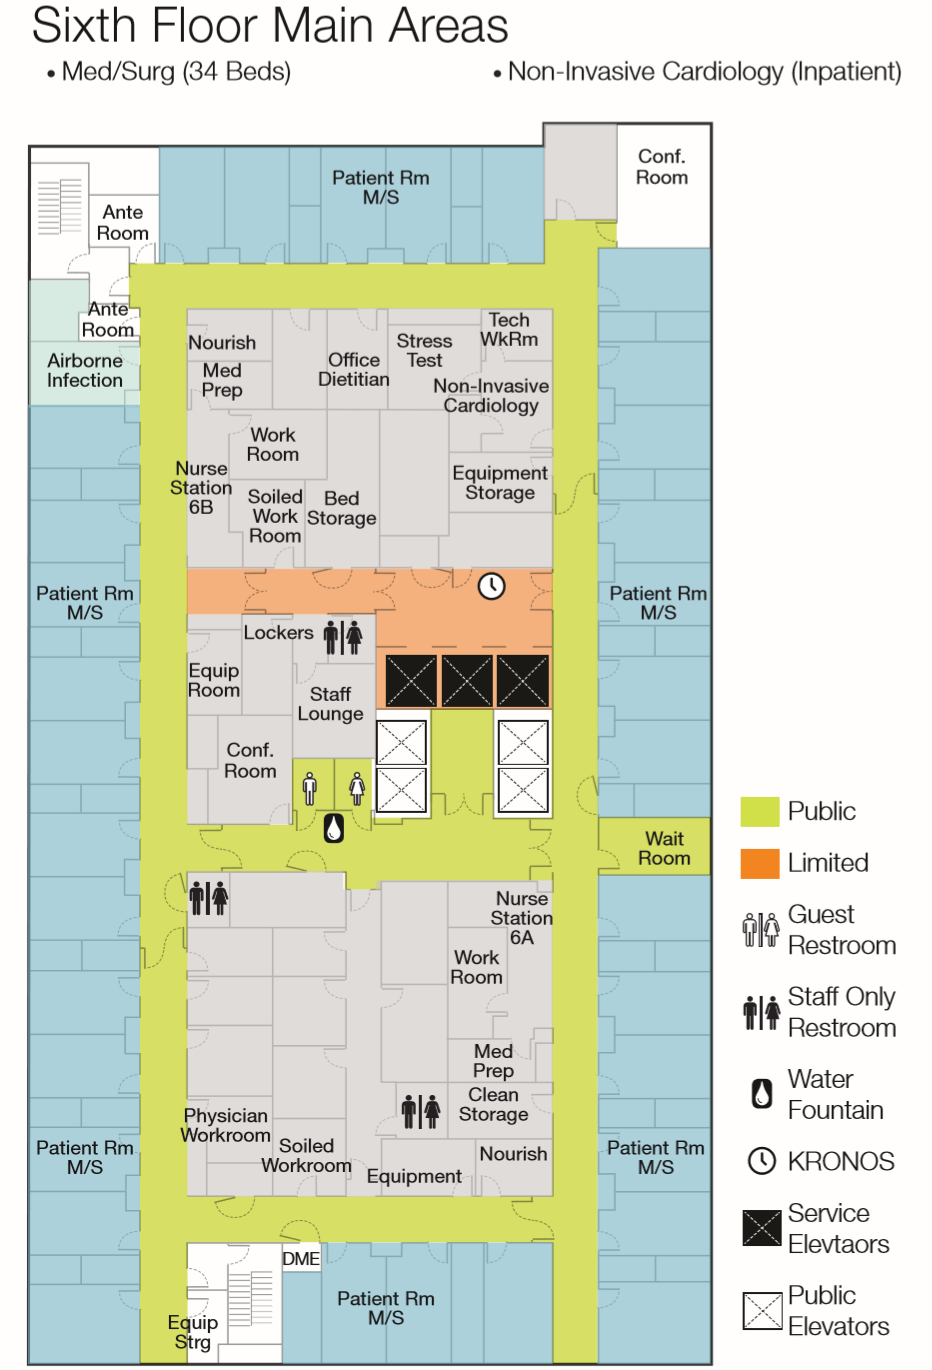 Sixth Floor Main Areas
• Med/Surg (34 Beds)
• Non-Invasive Cardiology (Inpatient)
Conf.
Room
Patient Rm
M/S
Ante
Room
Ante
Room
Airborne
Infection
Nourish
Med
Prep
Office
Dietitian
Stress
Test
Tech
WkRm
Non-Invasive
Cardiology
Work
Room
Nurse
Station
6B
Soiled
Work
Room
Bed
Storage
Equipment
Storage
Patient Rm
M/S
Patient Rm
M/S
Lockers
Equip
Room
Staff
Lounge
Conf.
Room
Wait
Room
Nurse
Station
6A
Work
Room
Med
Prep
Clean
Storage
Physician
Workroom
Soiled
Workroom
Equipment
Nourish
Patient Rm
M/S
Patient Rm
M/S
DME
Equip
Strg
Patient Rm
M/S
Public
Limited
Guest
Restroom
Staff Only
Restroom
Water
Fountain
KRONOS
Service
Elevtaors
Public
Elevators